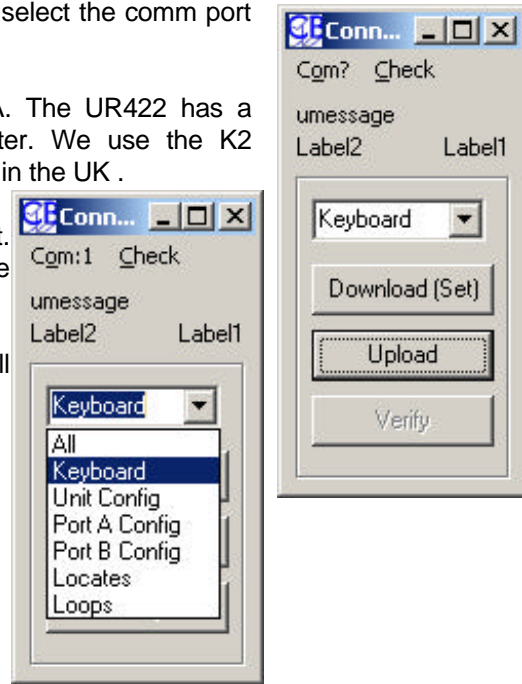 select the comm port
A. The UR422 has a
ter. We use the K2
in the UK .
t.
e
ll
Conn...
Com:1 Check
umessage
Label2 Label1
Keyboard
All
Keyboard
Unit Config
Port A Config
Port B Config
Locates
Loops
Conn...
Com? Check
umessage
Label2 Label1
Keyboard
Download (Set)
Upload
Verify